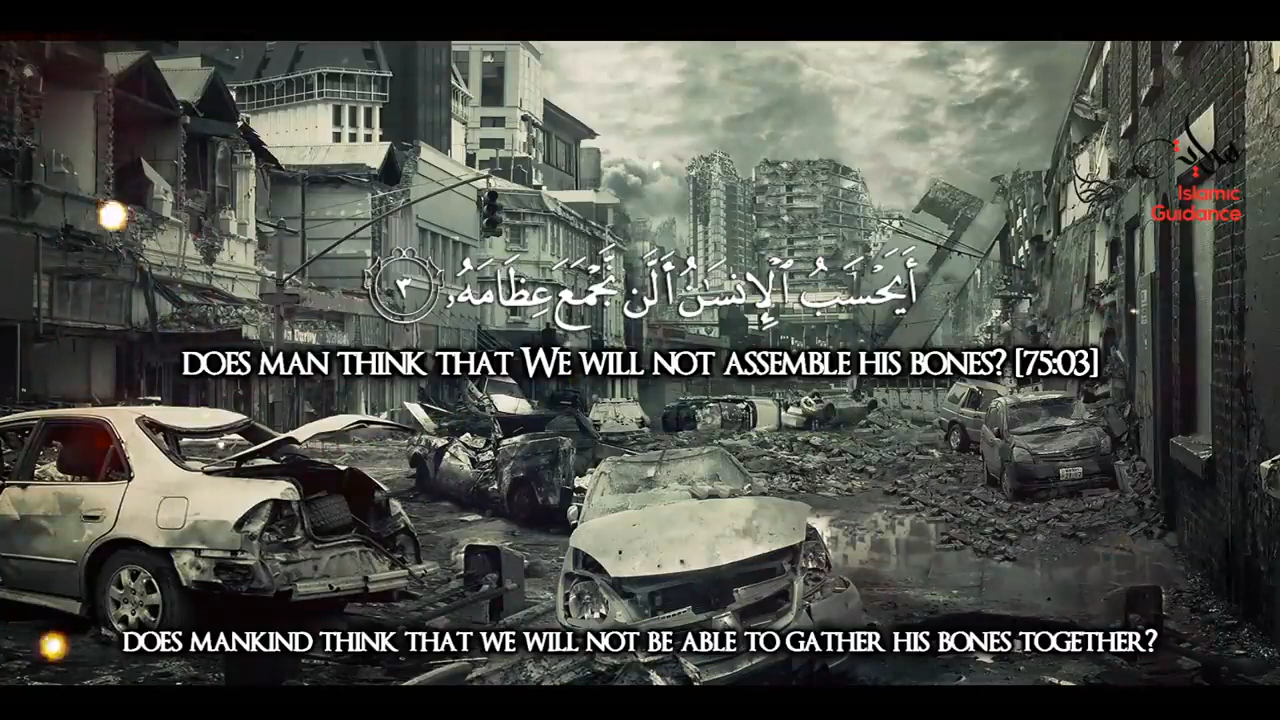 Islamic
Guidance
أَيَحْسَبُ ٱلْإِنسَـٰنُ أَلَّن نَّجْمَعَ عِظَامَهُۥ ٣
DOES MAN THINK THAT WE WILL NOT ASSEMBLE HIS BONES? [75:03]
DOES MANKIND THINK THAT WE WILL NOT BE ABLE TO GATHER HIS BONES TOGETHER?